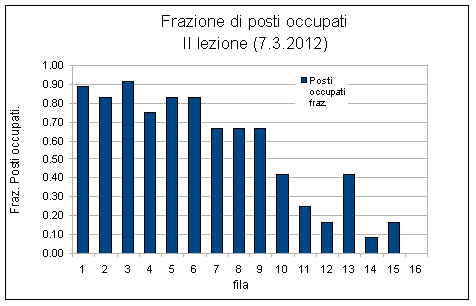 Frazione di posti occupati
II lezione (7.3.2012)
Fraz. Posti occupati.
1.00
0.90
0.80
0.70
0.60
0.50
0.40
0.30
0.20
0.10
0.00
Posti
occupati
fraz.
1 2 3 4 5 6 7 8 9 10 11 12 13 14 15 16
fila